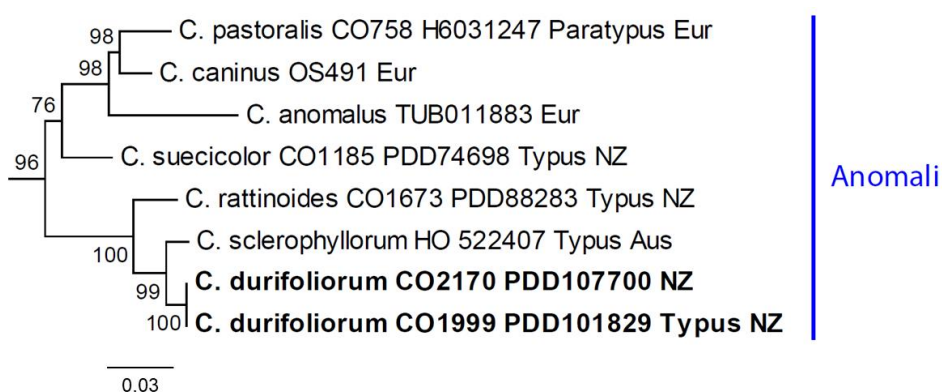 98
C. pastoralis CO758 H6031247 Paratypus Eur
98
C. caninus OS491 Eur
76
C. anomalus TUB011883 Eur
96
C. suecicolor CO1185 PDD74698 Typus NZ
Anomali
C. rattinoides CO1673 PDD88283 Typus NZ
100
C. sclerophyllorum HO 522407 Typus Aus
99
C. durifoliorum CO2170 PDD107700 NZ
100
C. durifoliorum CO1999 PDD101829 Typus NZ
0.03